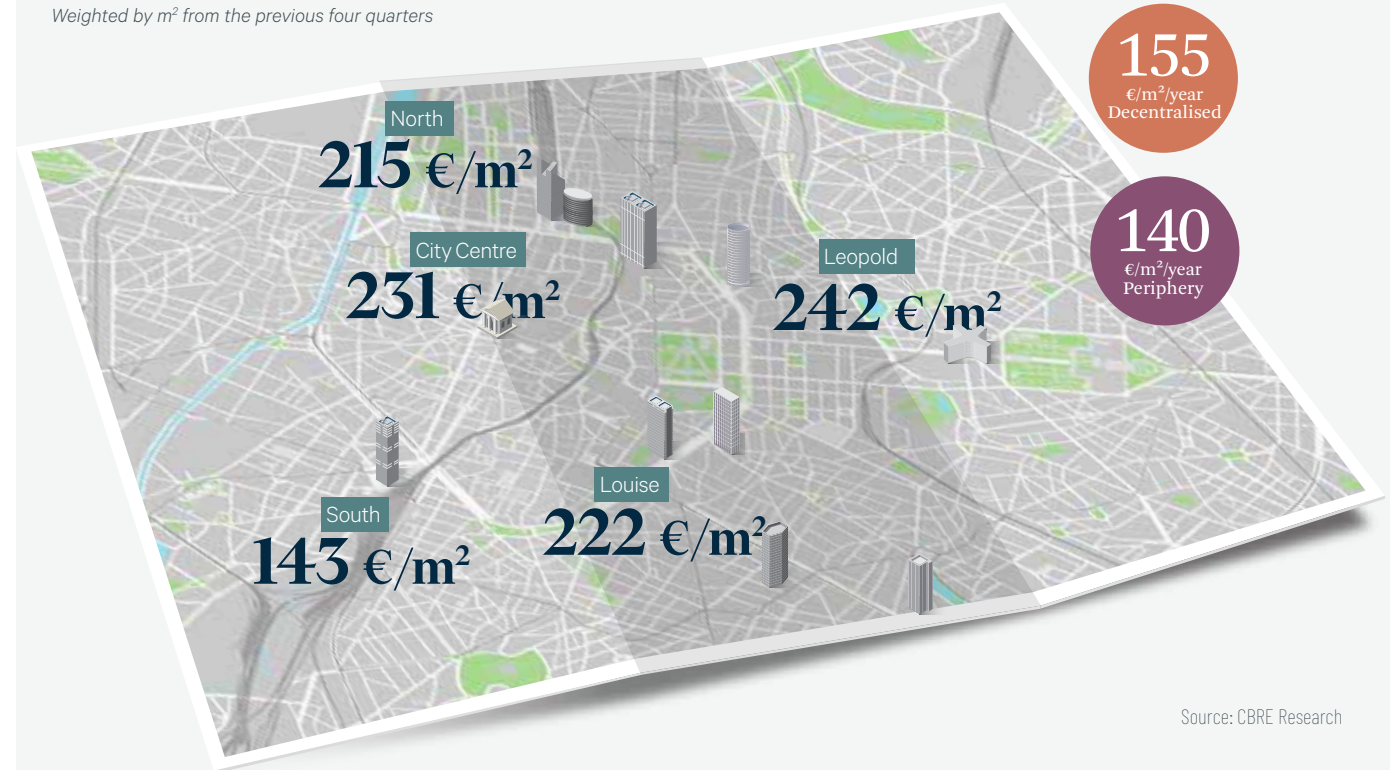 Weighted by m² from the previous four quarters
155
€/m²/year
Decentralised
North
215 €/m²
140
€/m²/year
Periphery
City Centre
231 €/m²
Leopold
242 €/m²
Louise
222 €/m²
South
143 €/m²
Source: CBRE Research